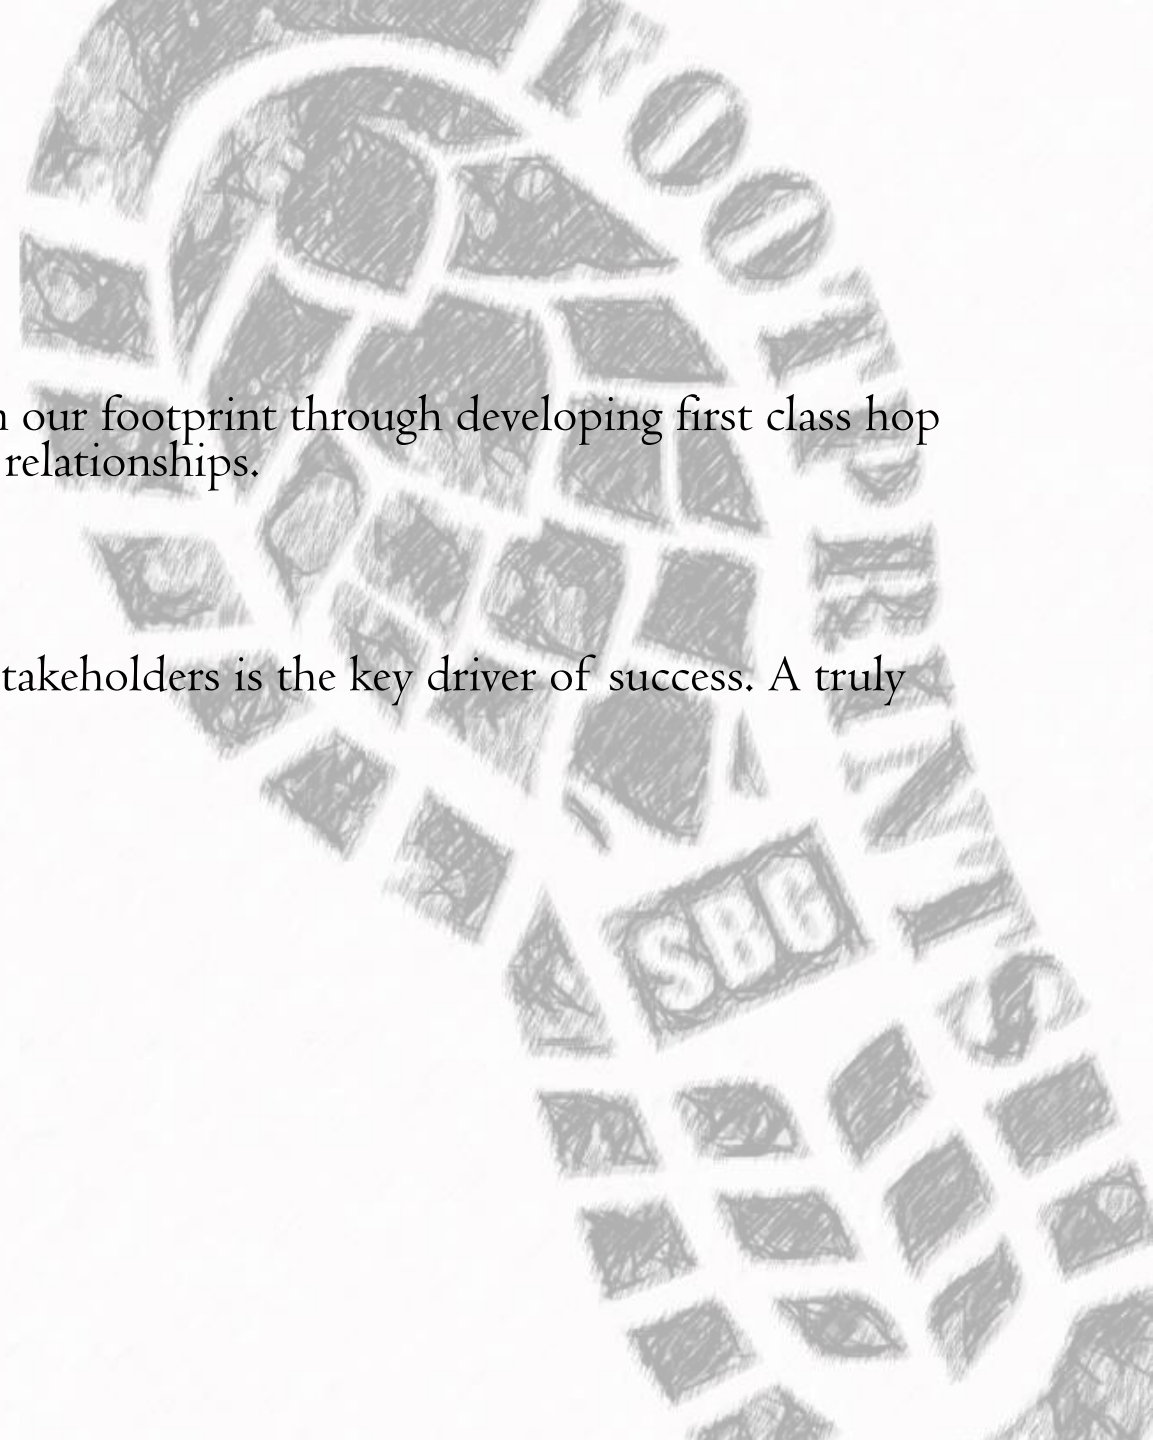 our footprint through developing first class hop
relationships.
takeholders is the key driver of success. A truly
FOOTPRINTS
SBG